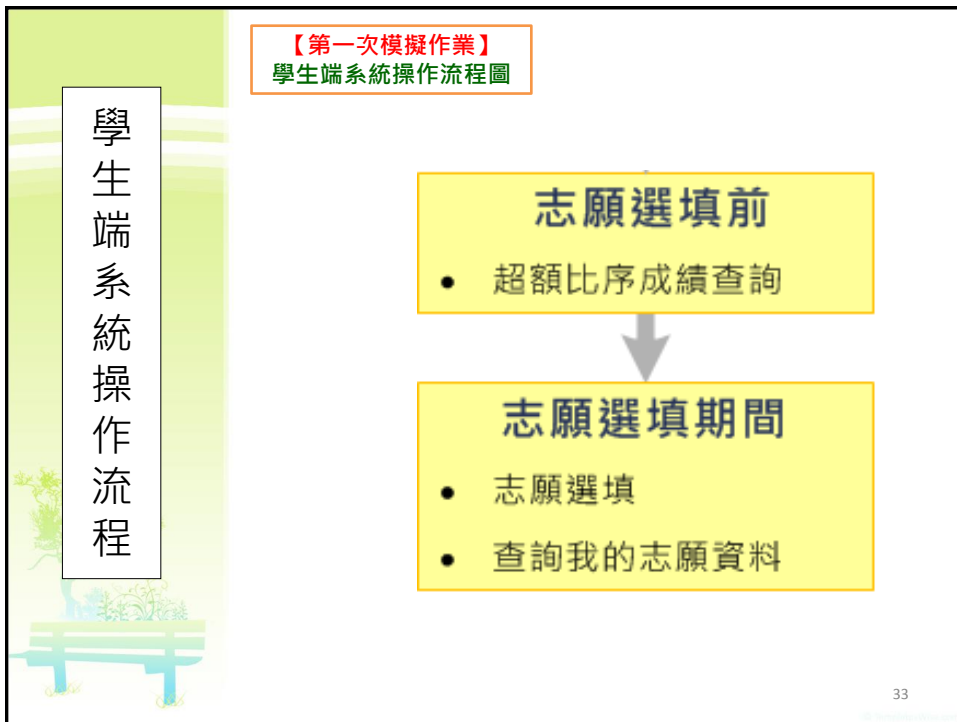 【第一次模擬作業】
學生端系統操作流程圖
學生端系統操作流程
志願選填前
• 超額比序成績查詢
志願選填期間
• 志願選填
• 查詢我的志願資料
33